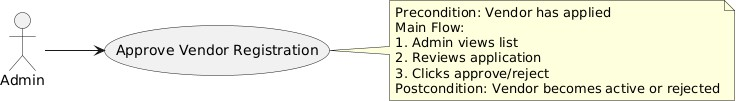 Admin
Approve Vendor Registration
Precondition: Vendor has applied
Main Flow:
1. Admin views list
2. Reviews application
3. Clicks approve/reject
Postcondition: Vendor becomes active or rejected